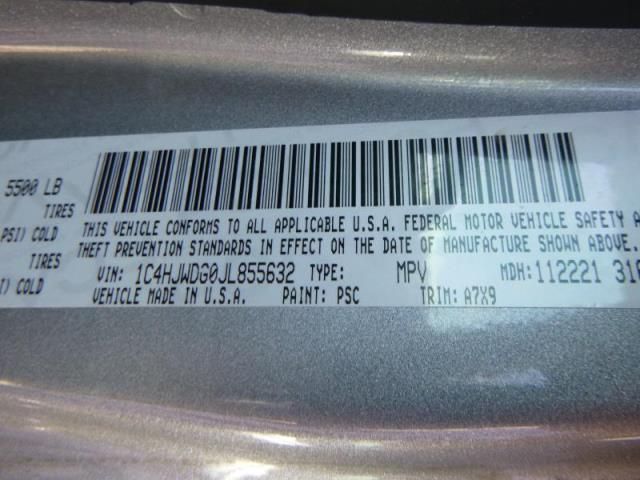 5500 LB
TIRES
PSI) COLD
TIRES
SI) COLD
THIS VEHICLE CONFORMS TO ALL APPLICABLE U.S.A. FEDERAL MOTOR VEHICLE SAFETY
THEFT PREVENTION STANDARDS IN EFFECT ON THE DATE OF MANUFACTURE SHOWN ABOVE.
VIN: 1C4HJWDG0JL855632 TYPE: MPV MDH: 112221 310
VEHICLE MADE IN U.S.A. PAINT: PSC TRIM: A7X9